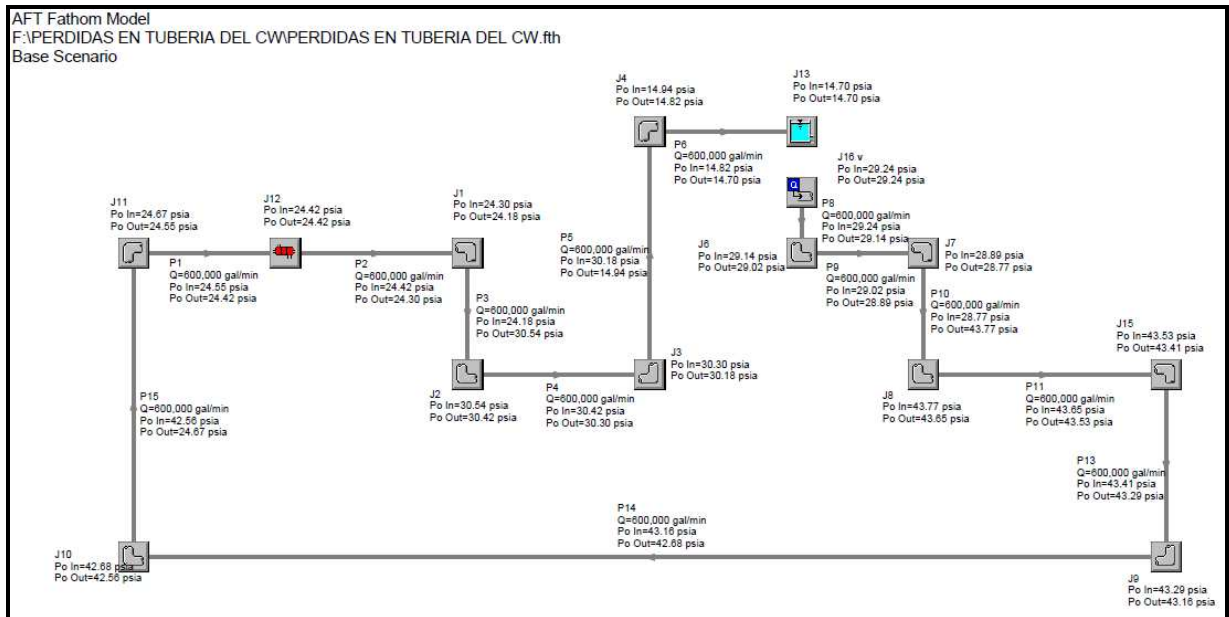 AFT Fathom Model
F:\PERDIDAS EN TUBERIA DEL CW\PERDIDAS EN TUBERIA DEL CW.fth
Base Scenario
J4
Po In=14.94 psia
Po Out=14.82 psia
J13
Po In=14.70 psia
Po Out=14.70 psia
P6
Q=600,000 gal/min
Po In=14.82 psia
Po Out=14.70 psia
J16 v
Po In=29.24 psia
Po Out=29.24 psia
Q
J11
Po In=24.67 psia
Po Out=24.55 psia
J12
Po In=24.42 psia
Po Out=24.42 psia
J1
Po In=24.30 psia
Po Out=24.18 psia
P8
Q=600,000 gal/min
Po In=29.24 psia
Po Out=29.14 psia
P1
Q=600,000 gal/min
Po In=24.55 psia
Po Out=24.42 psia
P2
Q=600,000 gal/min
Po In=24.42 psia
Po Out=24.30 psia
P5
Q=600,000 gal/min
Po In=30.18 psia
Po Out=14.94 psia
J6
Po In=29.14 psia
Po Out=29.02 psia
P9
Q=600,000 gal/min
Po In=29.02 psia
Po Out=28.89 psia
J7
Po In=28.89 psia
Po Out=28.77 psia
P3
Q=600,000 gal/min
Po In=24.18 psia
Po Out=30.54 psia
P10
Q=600,000 gal/min
Po In=28.77 psia
Po Out=43.77 psia
J15
Po In=43.53 psia
Po Out=43.41 psia
J2
Po In=30.54 psia
Po Out=30.42 psia
P4
Q=600,000 gal/min
Po In=30.42 psia
Po Out=30.30 psia
J3
Po In=30.30 psia
Po Out=30.18 psia
J8
Po In=43.77 psia
Po Out=43.65 psia
P11
Q=600,000 gal/min
Po In=43.65 psia
Po Out=43.53 psia
P15
Q=600,000 gal/min
Po In=42.56 psia
Po Out=24.67 psia
P13
Q=600,000 gal/min
Po In=43.41 psia
Po Out=43.29 psia
P14
Q=600,000 gal/min
Po In=43.16 psia
Po Out=42.68 psia
J10
Po In=42.68 psia
Po Out=42.56 psia
J9
Po In=43.29 psia
Po Out=43.16 psia